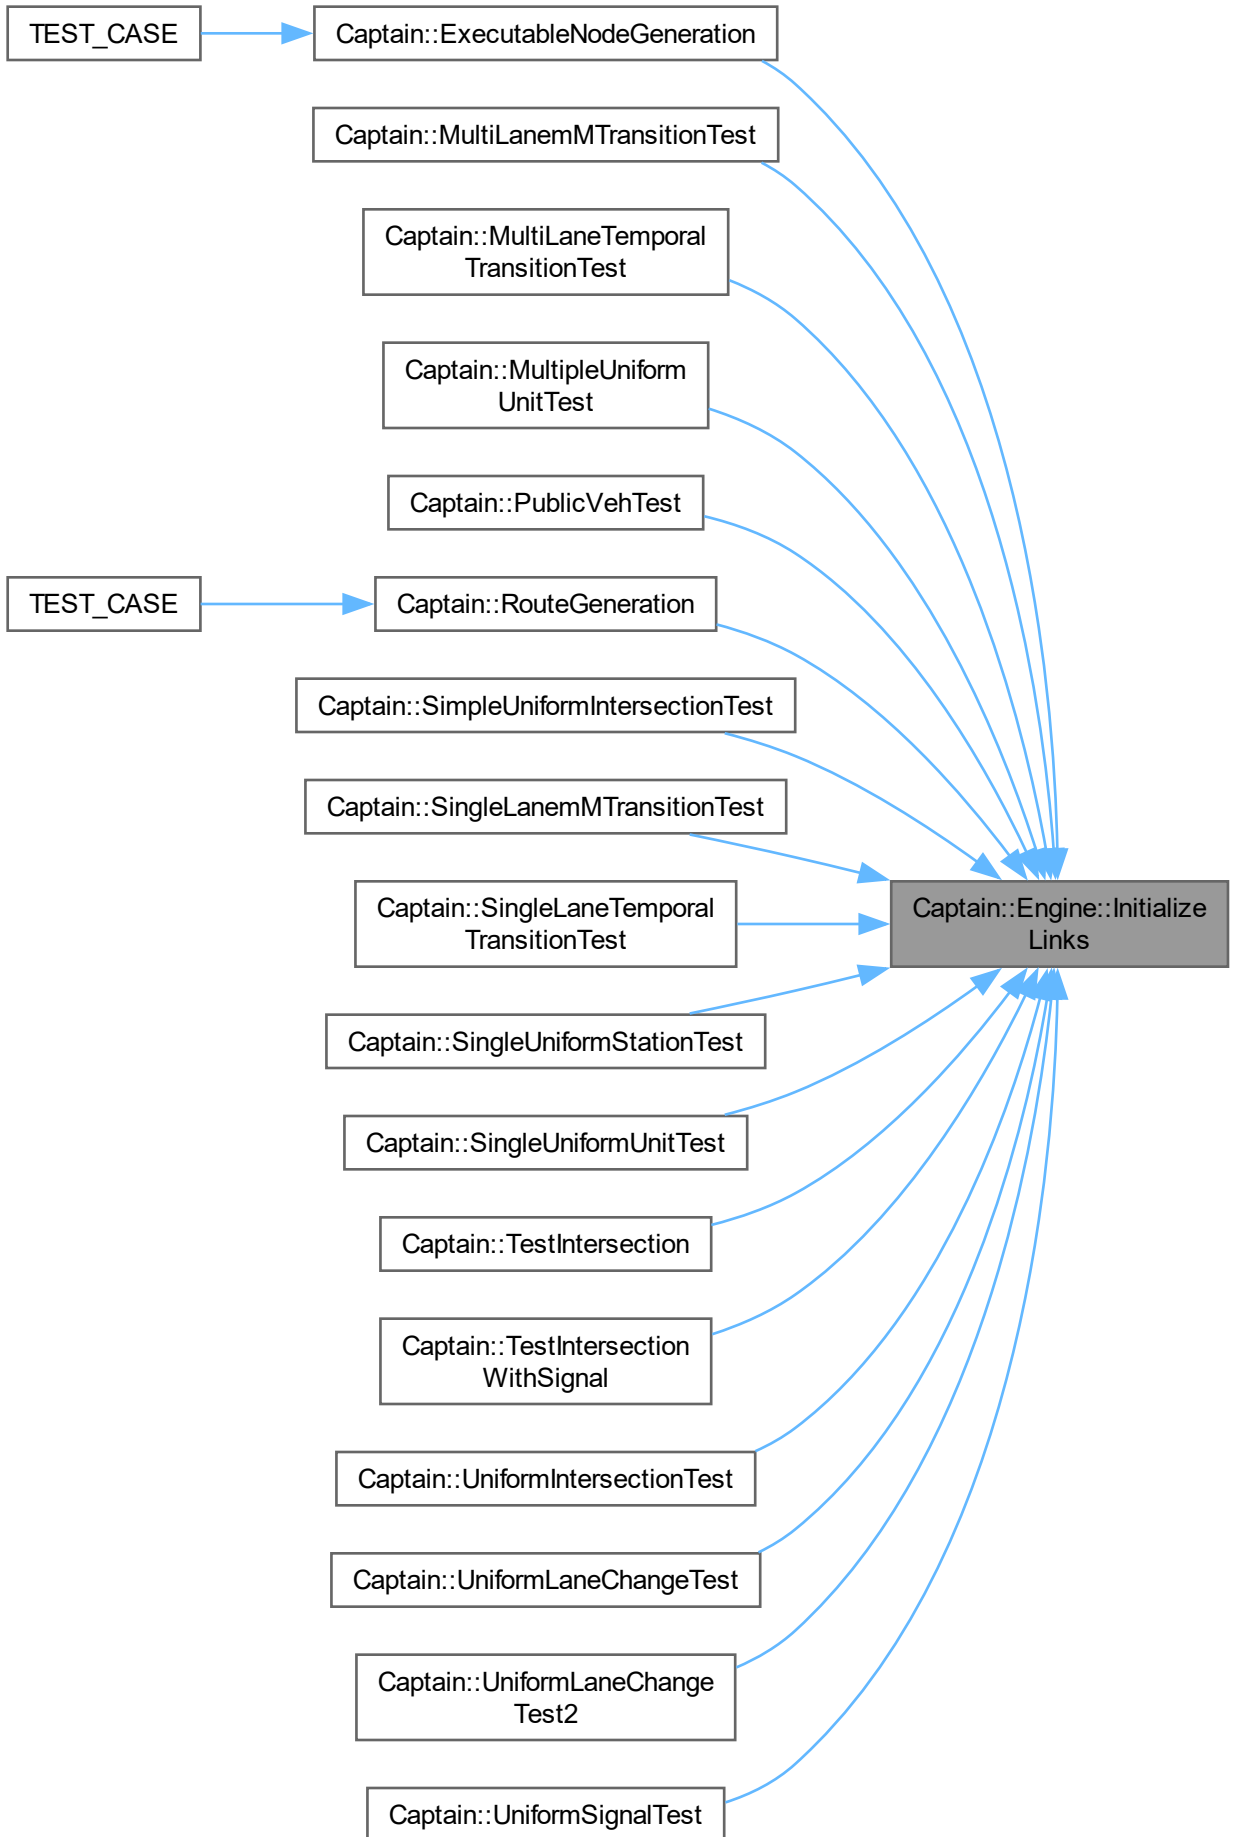 TEST_CASE
Captain::ExecutableNodeGeneration
Captain::MultiLanemMTransitionTest
Captain::MultiLaneTemporal
TransitionTest
Captain::MultipleUniform
UnitTest
Captain::PublicVehTest
TEST_CASE
Captain::RouteGeneration
Captain::SimpleUniformIntersectionTest
Captain::SingleLanemMTransitionTest
Captain::SingleLaneTemporal
TransitionTest
Captain::Engine::Initialize
Links
Captain::SingleUniformStationTest
Captain::SingleUniformUnitTest
Captain::TestIntersection
Captain::TestIntersection
WithSignal
Captain::UniformIntersectionTest
Captain::UniformLaneChangeTest
Captain::UniformLaneChange
Test2
Captain::UniformSignalTest